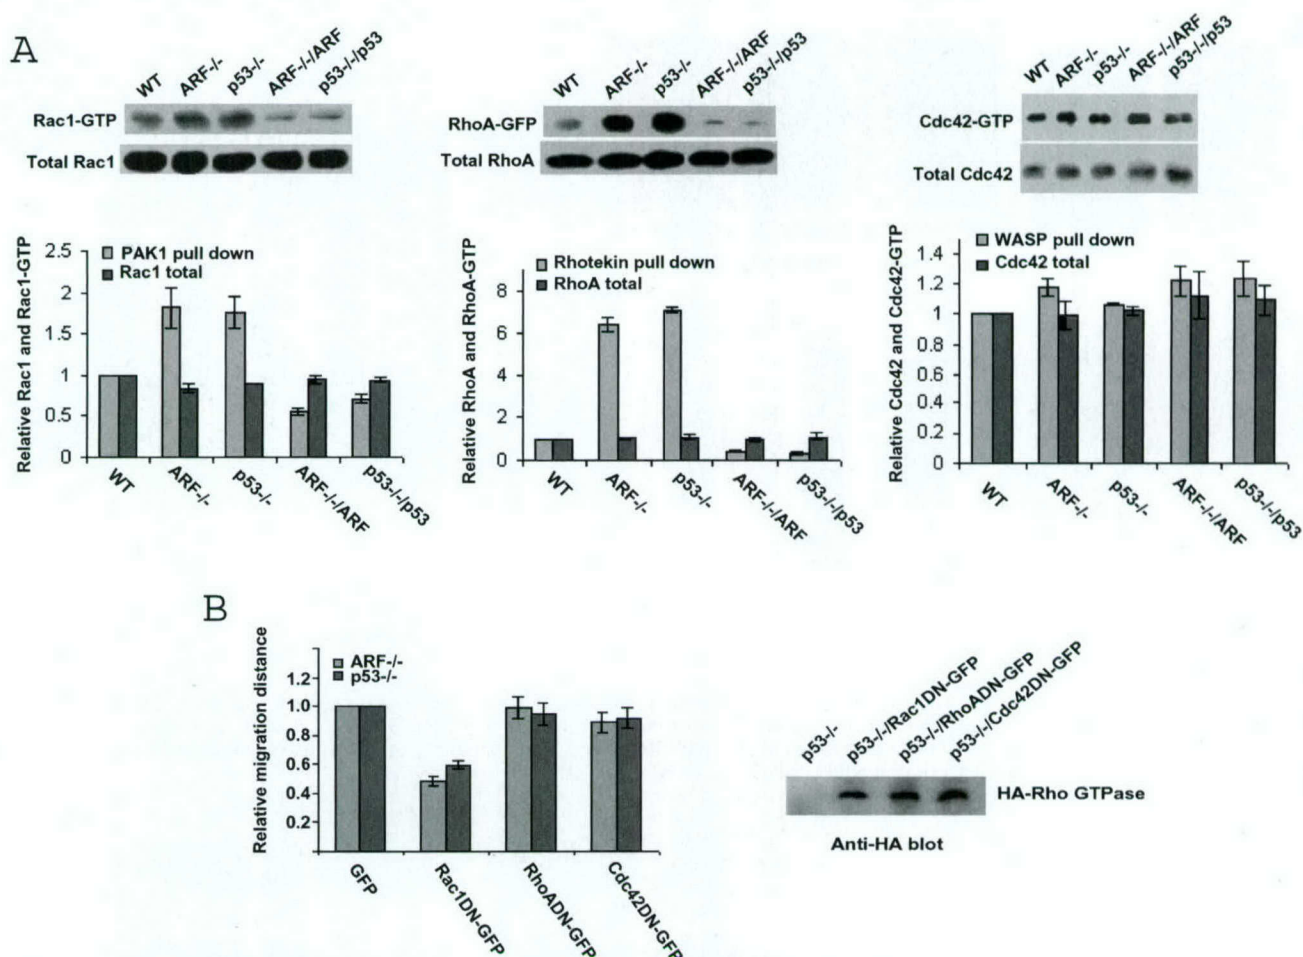 A
WT ARF-/- p53-/- ARF-/-/ARF p53-/-/p53
Rac1-GTP
Total Rac1
WT ARF-/- p53-/- ARF-/-/ARF p53-/-/p53
RhoA-GFP
Total RhoA
WT ARF-/- p53-/- ARF-/-/ARF p53-/-/p53
Cdc42-GTP
Total Cdc42
Relative Rac1 and Rac1-GTP
2.5
2
1.5
1
0.5
0
PAK1 pull down
Rac1 total
WT ARF-/- p53-/- ARF-/-/ARF p53-/-/p53
Relative RhoA and RhoA-GTP
8
6
4
2
0
Rhotekin pull down
RhoA total
WT ARF-/- p53-/- ARF-/-/ARF p53-/-/p53
Relative Cdc42 and Cdc42-GTP
1.4
1.2
1
0.8
0.6
0.4
0.2
0
WASP pull down
Cdc42 total
WT ARF-/- p53-/- ARF-/-/ARF p53-/-/p53
B
Relative migration distance
1.2
1.0
0.8
0.6
0.4
0.2
ARF-/-
p53-/-
GFP Rac1DN-GFP RhoADN-GFP Cdc42DN-GFP
p53-/- p53-/-/Rac1DN-GFP p53-/-/RhoADN-GFP p53-/-/Cdc42DN-GFP
HA-Rho GTPase
Anti-HA blot